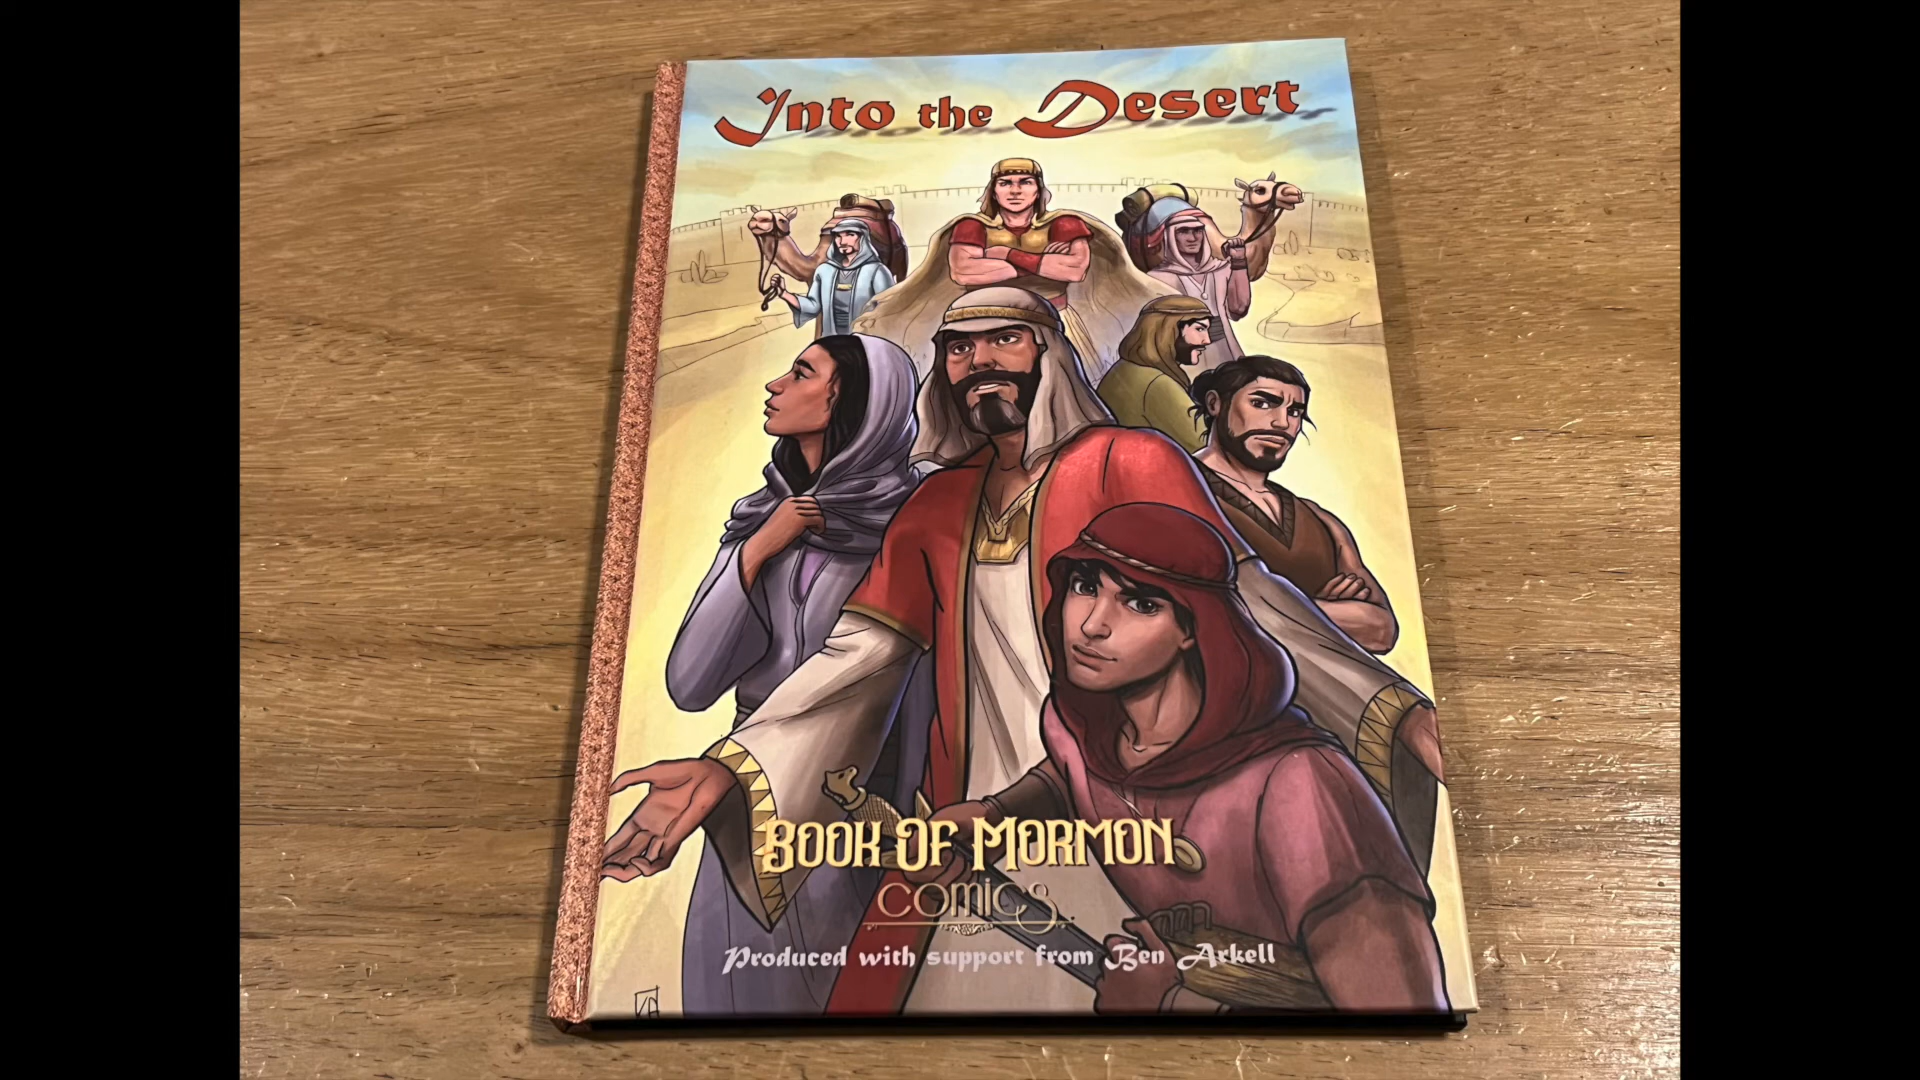 Into the Desert
BOOK OF MORMON
comics
Produced with support from Ben Arkell